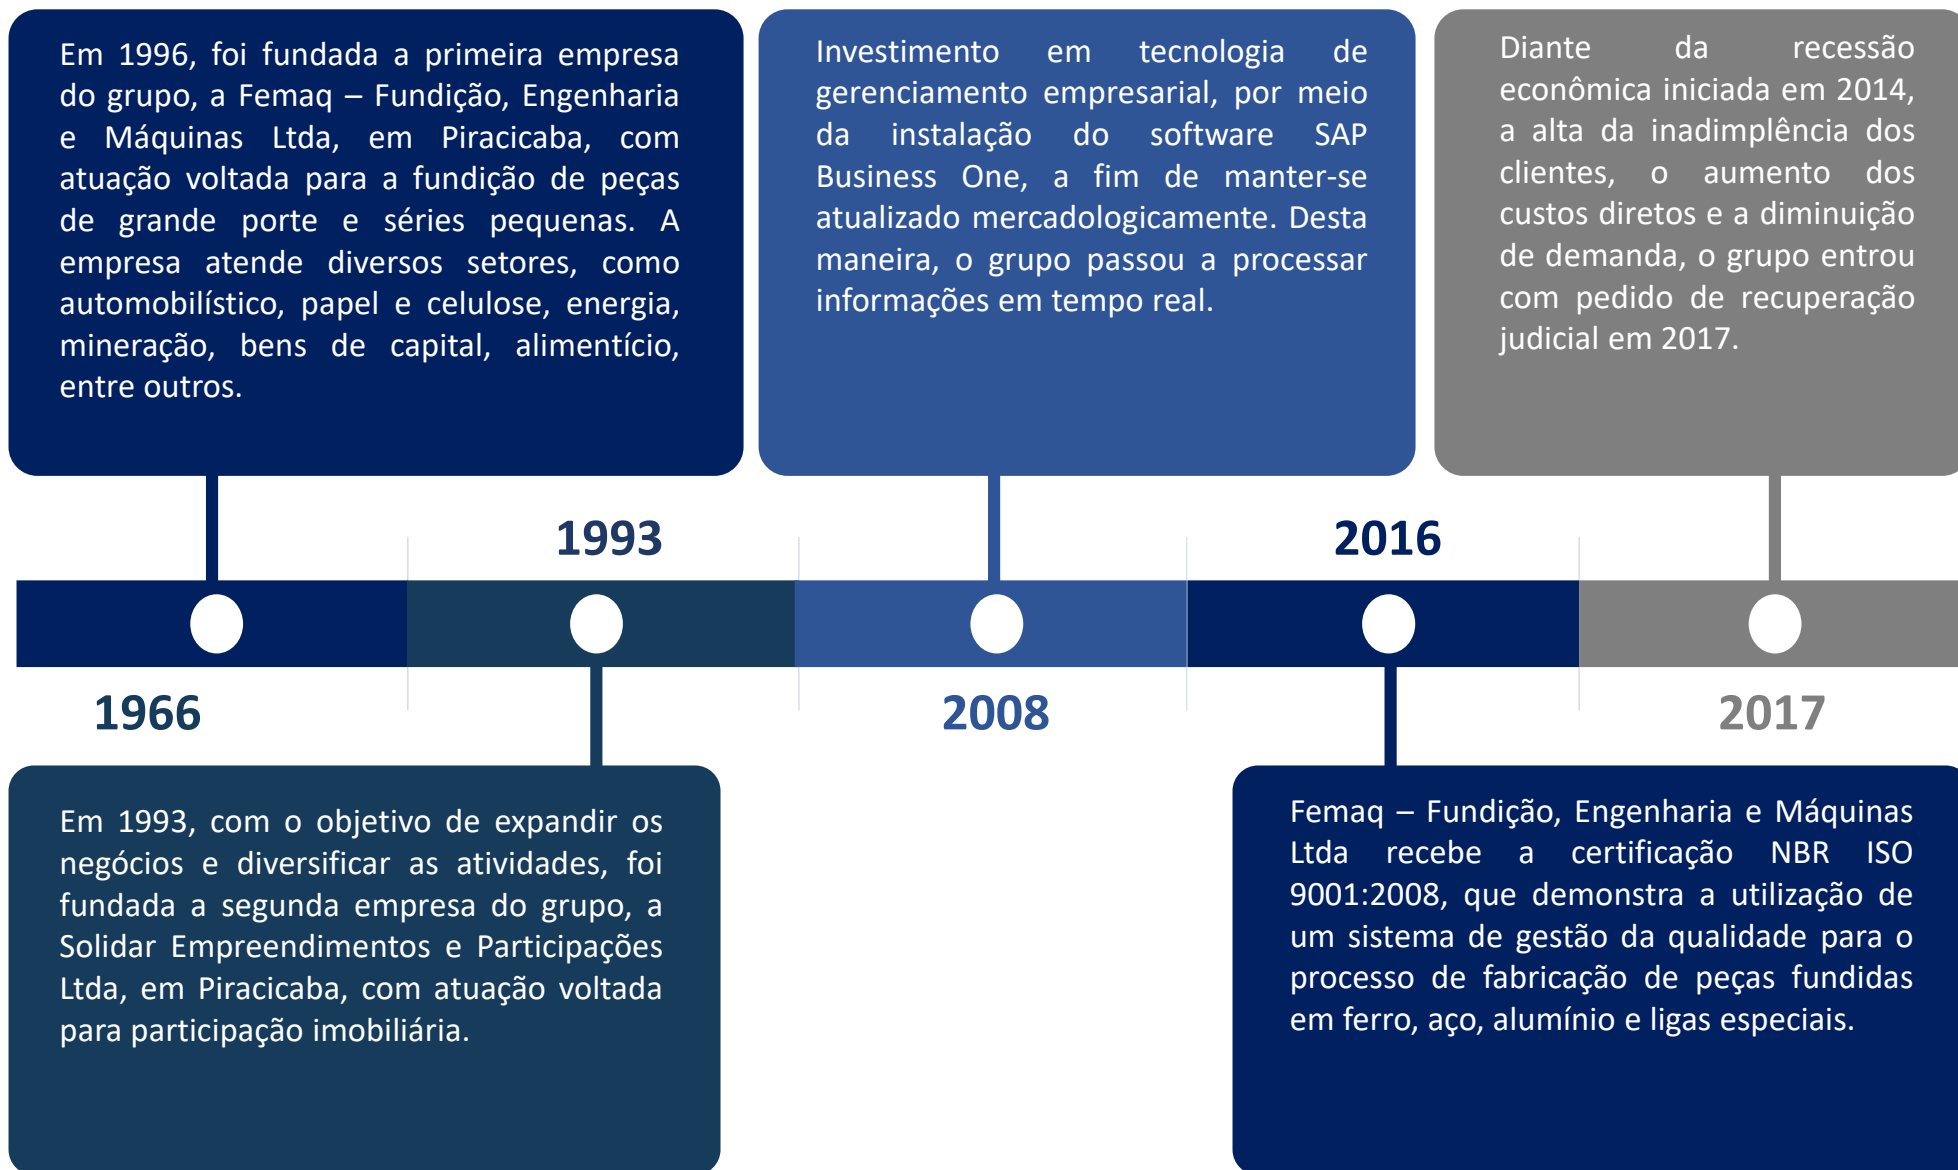 Em 1996, foi fundada a primeira empresa
do grupo, a Femaq – Fundição, Engenharia
e Máquinas Ltda, em Piracicaba, com
atuação voltada para a fundição de peças
de grande porte e séries pequenas. A
empresa atende diversos setores, como
automobilístico, papel e celulose, energia,
mineração, bens de capital, alimentício,
entre outros.
Investimento em tecnologia de
gerenciamento empresarial, por meio
da instalação do software SAP
Business One, a fim de manter-se
atualizado mercadologicamente. Desta
maneira, o grupo passou a processar
informações em tempo real.
Diante da recessão
econômica iniciada em 2014,
a alta da inadimplência dos
clientes, o aumento dos
custos diretos e a diminuição
de demanda, o grupo entrou
com pedido de recuperação
judicial em 2017.
1993
2016
1966
2008
2017
Em 1993, com o objetivo de expandir os
negócios e diversificar as atividades, foi
fundada a segunda empresa do grupo, a
Solidar Empreendimentos e Participações
Ltda, em Piracicaba, com atuação voltada
para participação imobiliária.
Femaq – Fundição, Engenharia e Máquinas
Ltda recebe a certificação NBR ISO
9001:2008, que demonstra a utilização de
um sistema de gestão da qualidade para o
processo de fabricação de peças fundidas
em ferro, aço, alumínio e ligas especiais.